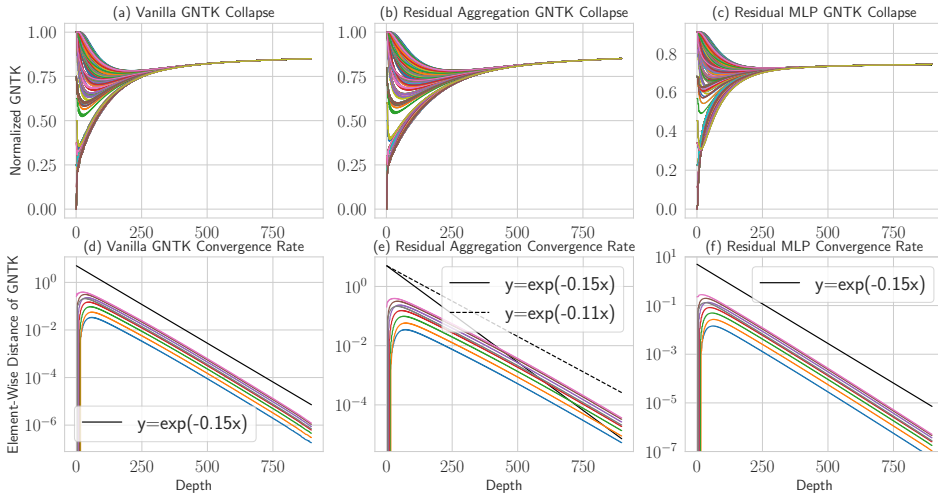 (a) Vanilla GNTK Collapse
(b) Residual Aggregation GNTK Collapse
(c) Residual MLP GNTK Collapse
Normalized GNTK
1.00
0.75
0.50
0.25
0.00
0 250 500 750
1.00
0.75
0.50
0.25
0.00
0 250 500 750
0.8
0.6
0.4
0.2
0.0
0 250 500 750
(d) Vanilla GNTK Convergence Rate
(e) Residual Aggregation Convergence Rate
(f) Residual MLP Convergence Rate
Element-Wise Distance of GNTK
10^0
10^-2
10^-4
10^-6
y=exp(-0.15x)
0 250 500 750
Depth
10^0
10^-2
10^-4
y=exp(-0.15x)
y=exp(-0.11x)
0 250 500 750
Depth
10^1
10^-1
10^-3
10^-5
10^-7
y=exp(-0.15x)
0 250 500 750
Depth